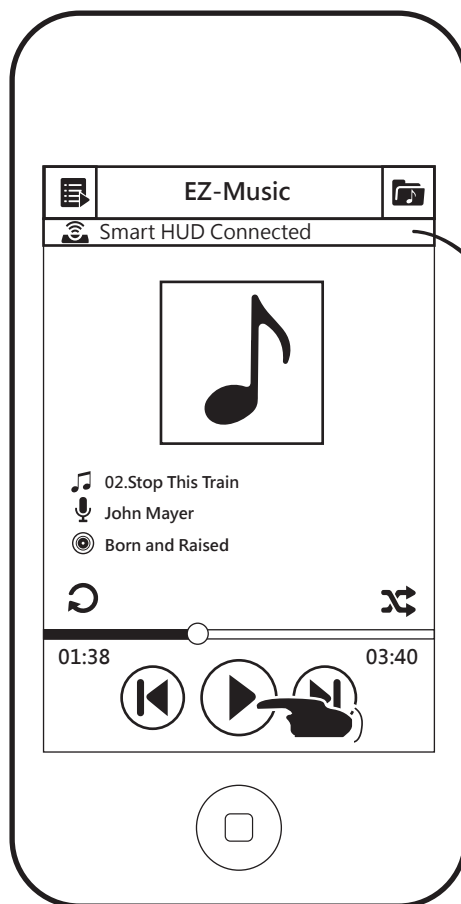 EZ-Music
Smart HUD Connected
02.Stop This Train
John Mayer
Born and Raised
01:38 03:40